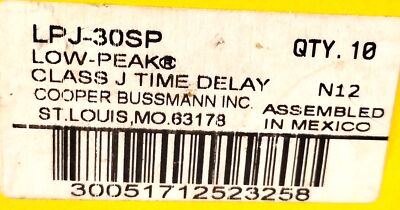 LPJ-30SP
QTY. 10
LOW-PEAK®
CLASS J TIME DELAY
N12
COOPER BUSSMANN INC.
ASSEMBLED
ST.LOUIS,MO.63178
IN MEXICO
30051712523258